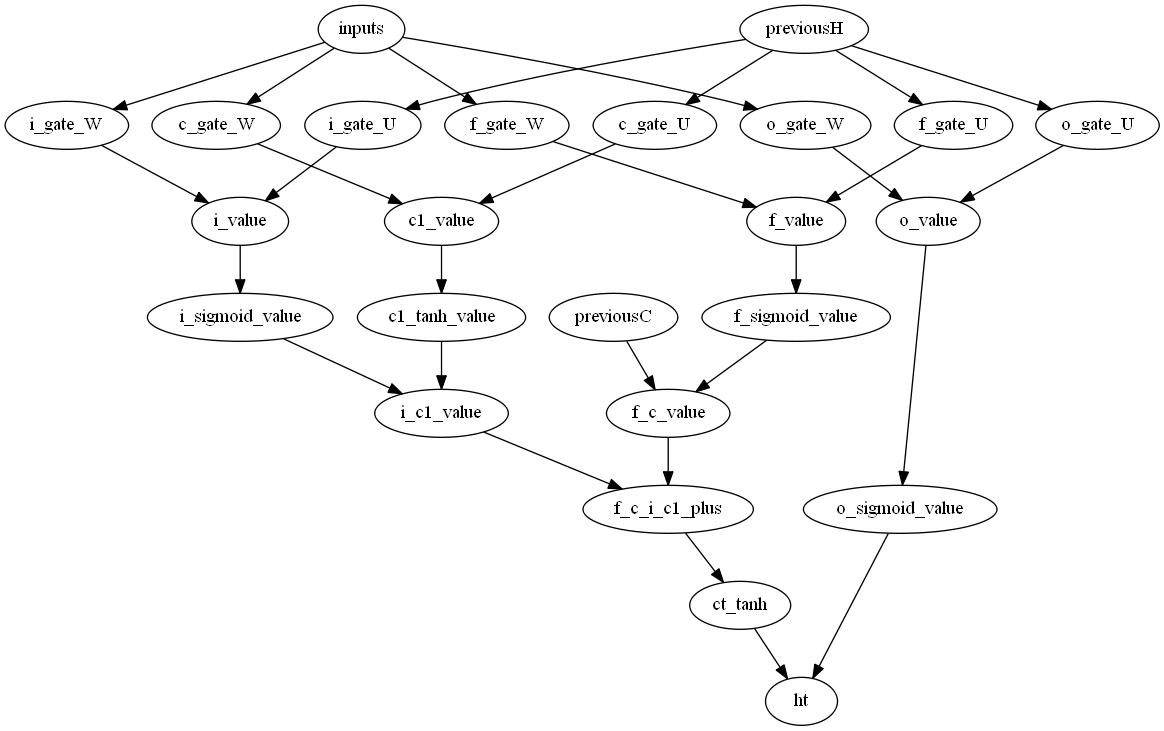 inputs
previousH
i_gate_W
c_gate_W
i_gate_U
f_gate_W
c_gate_U
o_gate_W
f_gate_U
o_gate_U
i_value
c1_value
f_value
o_value
i_sigmoid_value
c1_tanh_value
previousC
f_sigmoid_value
i_c1_value
f_c_value
f_c_i_c1_plus
o_sigmoid_value
ct_tanh
ht